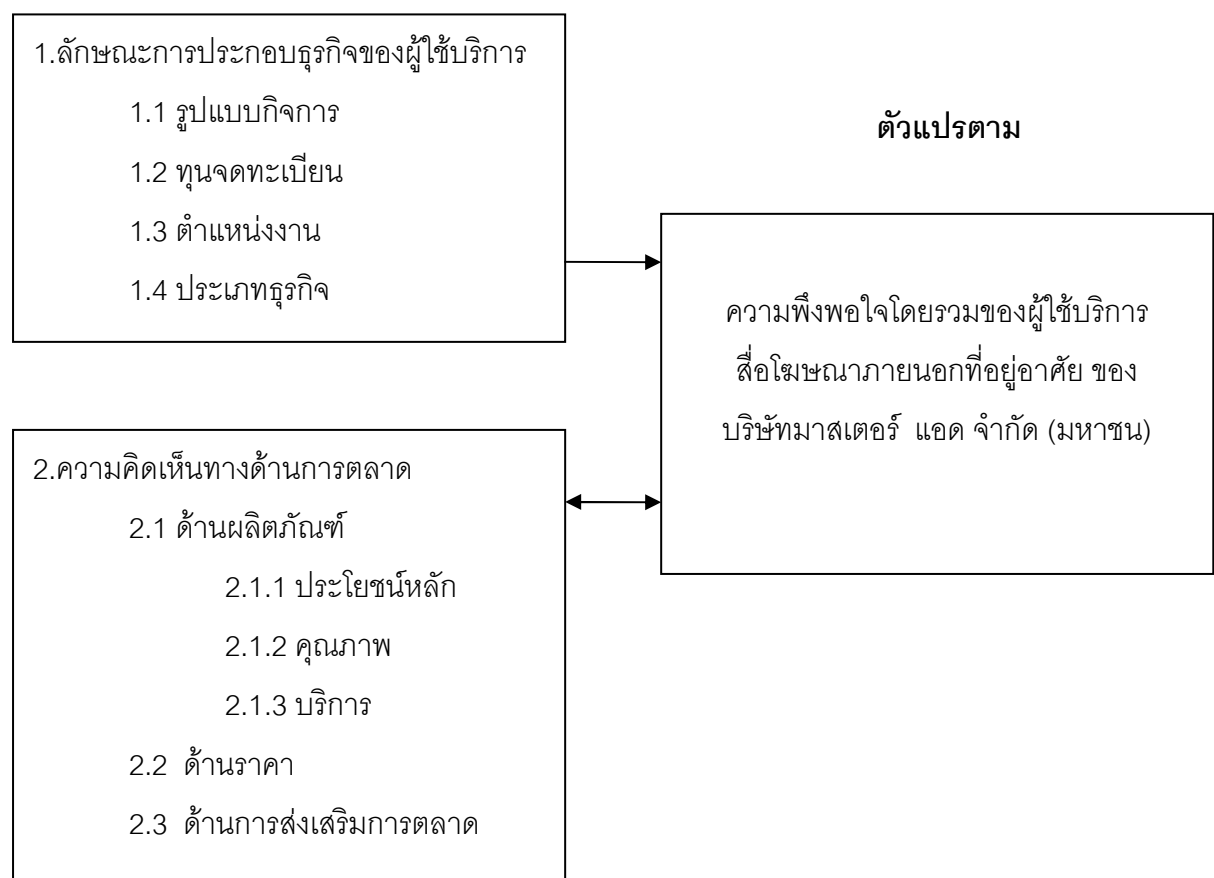 1.ลักษณะการประกอบธุรกิจของผู้ใช้บริการ
1.1 รูปแบบกิจการ
1.2 ทุนจดทะเบียน
1.3 ตำแหน่งงาน
1.4 ประเภทธุรกิจ
2.ความคิดเห็นทางด้านการตลาด
2.1 ด้านผลิตภัณฑ์
2.1.1 ประโยชน์หลัก
2.1.2 คุณภาพ
2.1.3 บริการ
2.2 ด้านราคา
2.3 ด้านการส่งเสริมการตลาด
ตัวแปรตาม
ความพึงพอใจโดยรวมของผู้ใช้บริการ
สื่อโฆษณาภายนอกที่อยู่อาศัย ของ
บริษัทมาสเตอร์ แอด จำกัด (มหาชน)